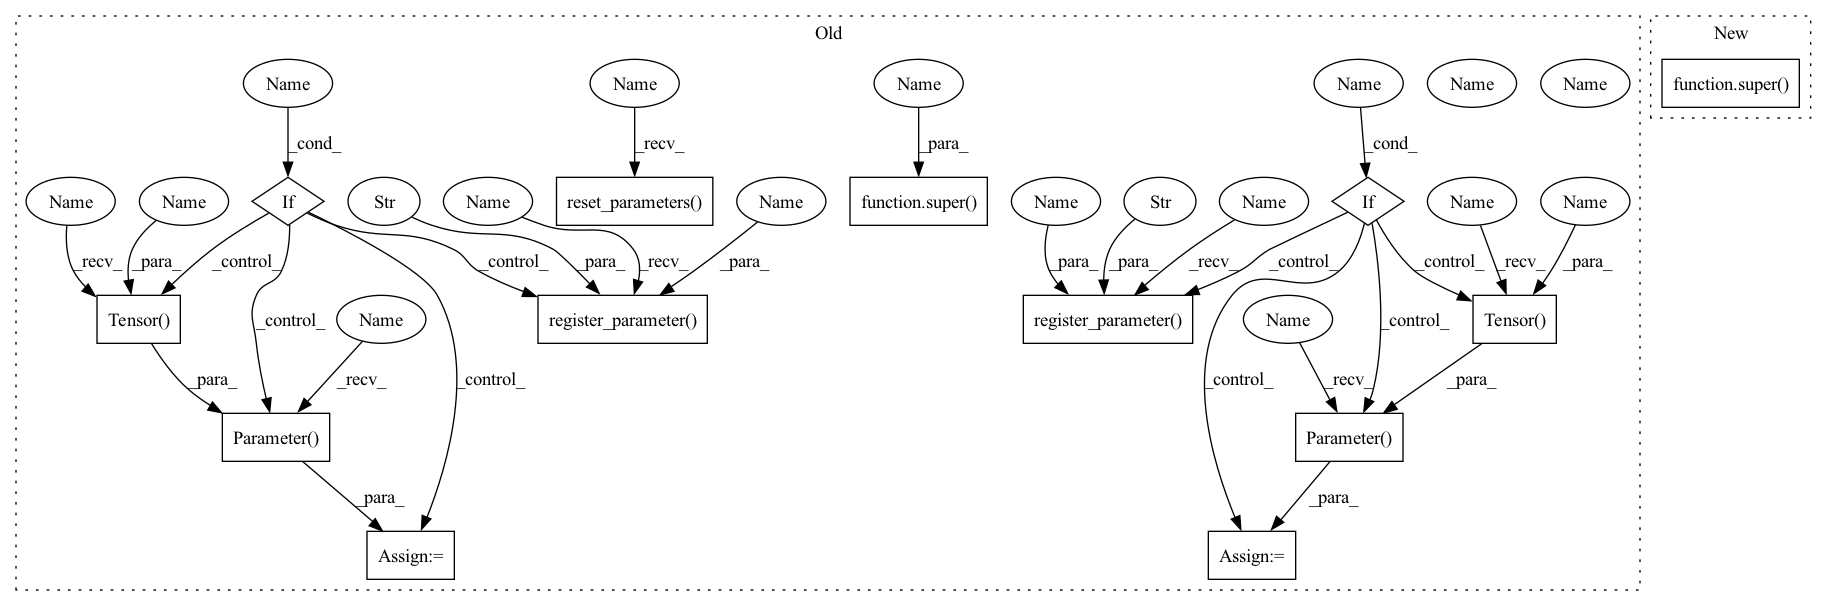 Old
New
Name
Name
Name
Name
Name
Name
function.super()
_cond_
_recv_
_para_
_cond_
Name
Name
If
Str
Name
Name
reset_parameters()
function.super()
Name
Str
Name
If
Name
Name
_recv_
_para_
_control_
_control_
_para_
_recv_
_para_
_para_
_para_
_recv_
_control_
_control_
_recv_
_para_
Tensor()
_control_
Name
register_parameter()
register_parameter()
Name
_control_
Tensor()
_para_
_recv_
_control_
_control_
_recv_
_para_
Parameter()
Parameter()
_para_
_para_
Assign:=
Assign:=